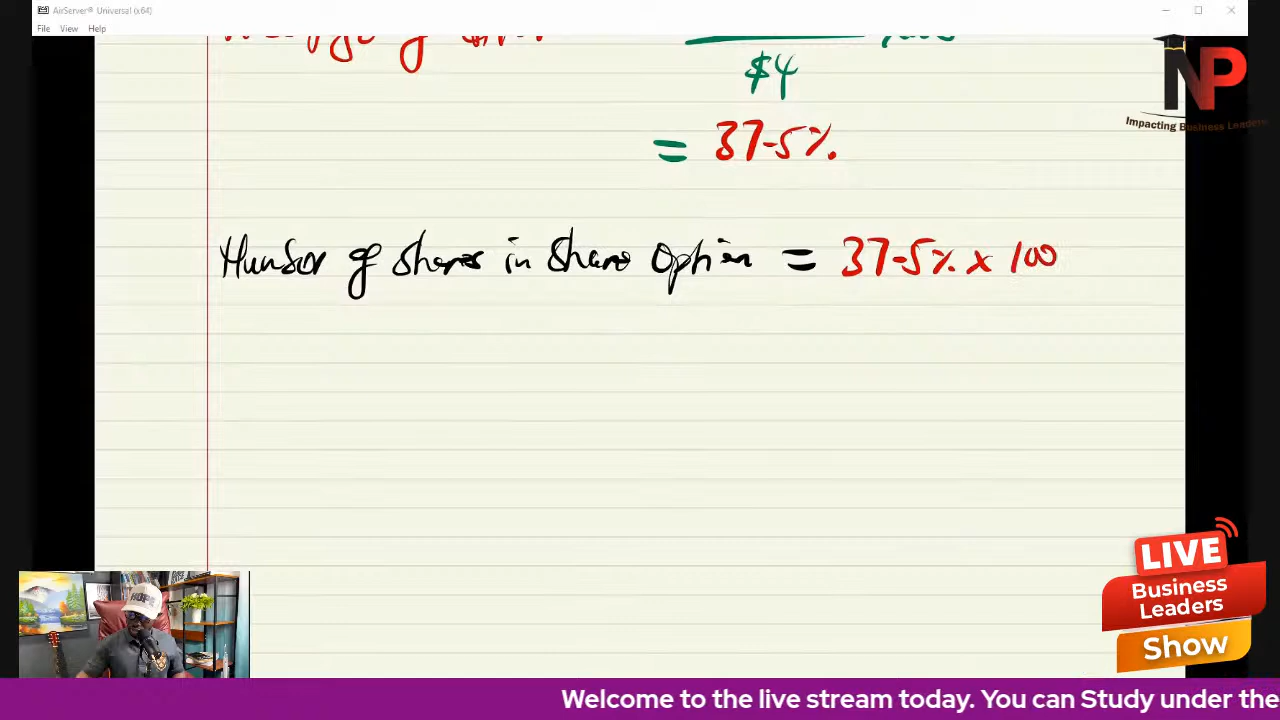 AirServer® Universal (x64)
File View Help
$4
= 37.5%
Number of shares in share option = 37.5% x 100
NP
Impacting Business Leaders
LIVE
Business
Leaders
Show
Welcome to the live stream today. You can Study under the